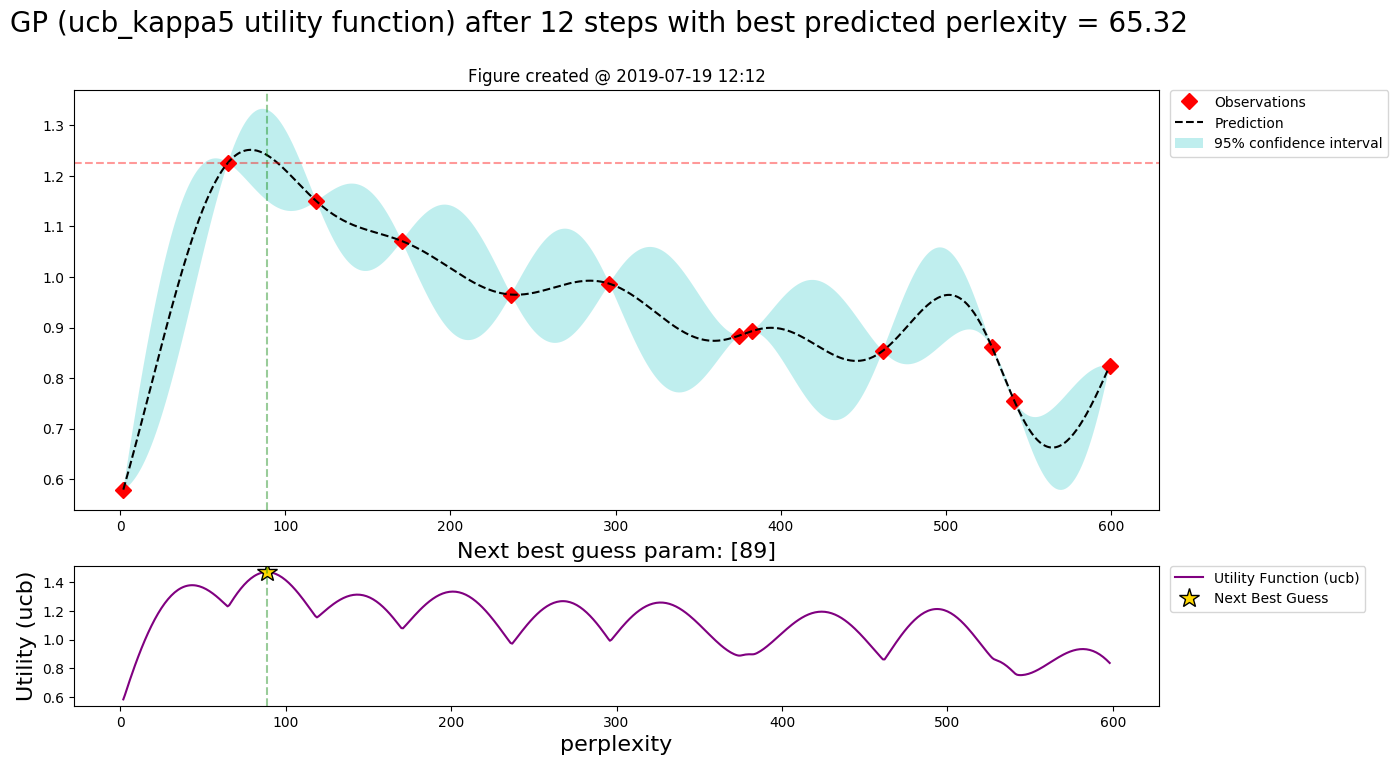 GP (ucb_kappa5 utility function) after 12 steps with best predicted perlexity = 65.32
Figure created @ 2019-07-19 12:12
1.3
1.2
1.1
1.0
0.9
0.8
0.7
0.6
0 100 200 300 400 500 600
Observations
Prediction
95% confidence interval
Next best guess param: [89]
Utility (ucb)
1.4
1.2
1.0
0.8
0.6
0 100 200 300 400 500 600
perplexity
Utility Function (ucb)
Next Best Guess